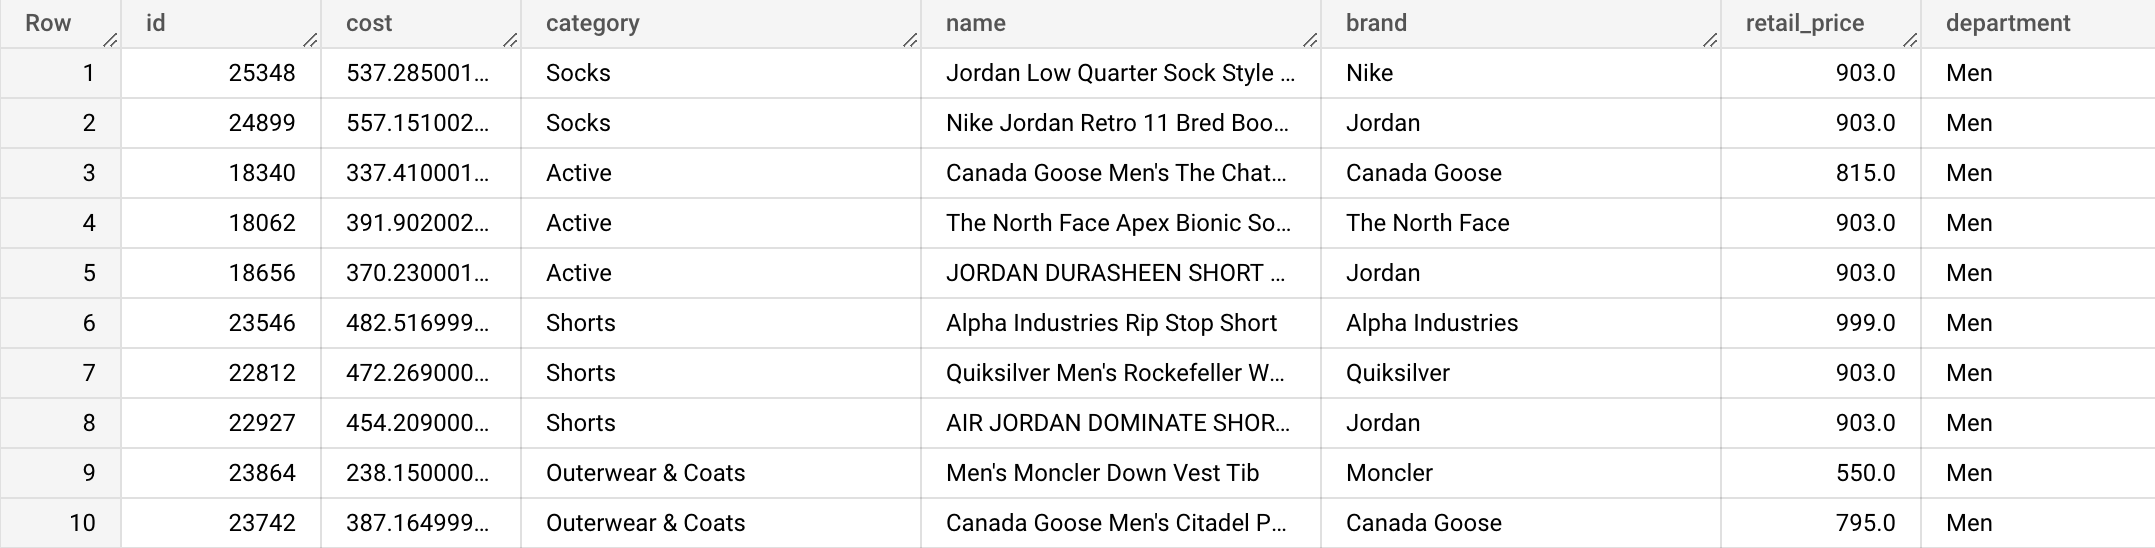 Row id cost category name brand retail_price department
1 25348 537.285001... Socks Jordan Low Quarter Sock Style ... Nike 903.0 Men
2 24899 557.151002... Socks Nike Jordan Retro 11 Bred Boo... Jordan 903.0 Men
3 18340 337.410001... Active Canada Goose Men's The Chat... Canada Goose 815.0 Men
4 18062 391.902002... Active The North Face Apex Bionic So... The North Face 903.0 Men
5 18656 370.230001... Active JORDAN DURASHEEN SHORT ... Jordan 903.0 Men
6 23546 482.516999... Shorts Alpha Industries Rip Stop Short Alpha Industries 999.0 Men
7 22812 472.269000... Shorts Quiksilver Men's Rockefeller W... Quiksilver 903.0 Men
8 22927 454.209000... Shorts AIR JORDAN DOMINATE SHOR... Jordan 903.0 Men
9 23864 238.150000... Outerwear & Coats Men's Moncler Down Vest Tib Moncler 550.0 Men
10 23742 387.164999... Outerwear & Coats Canada Goose Men's Citadel P... Canada Goose 795.0 Men